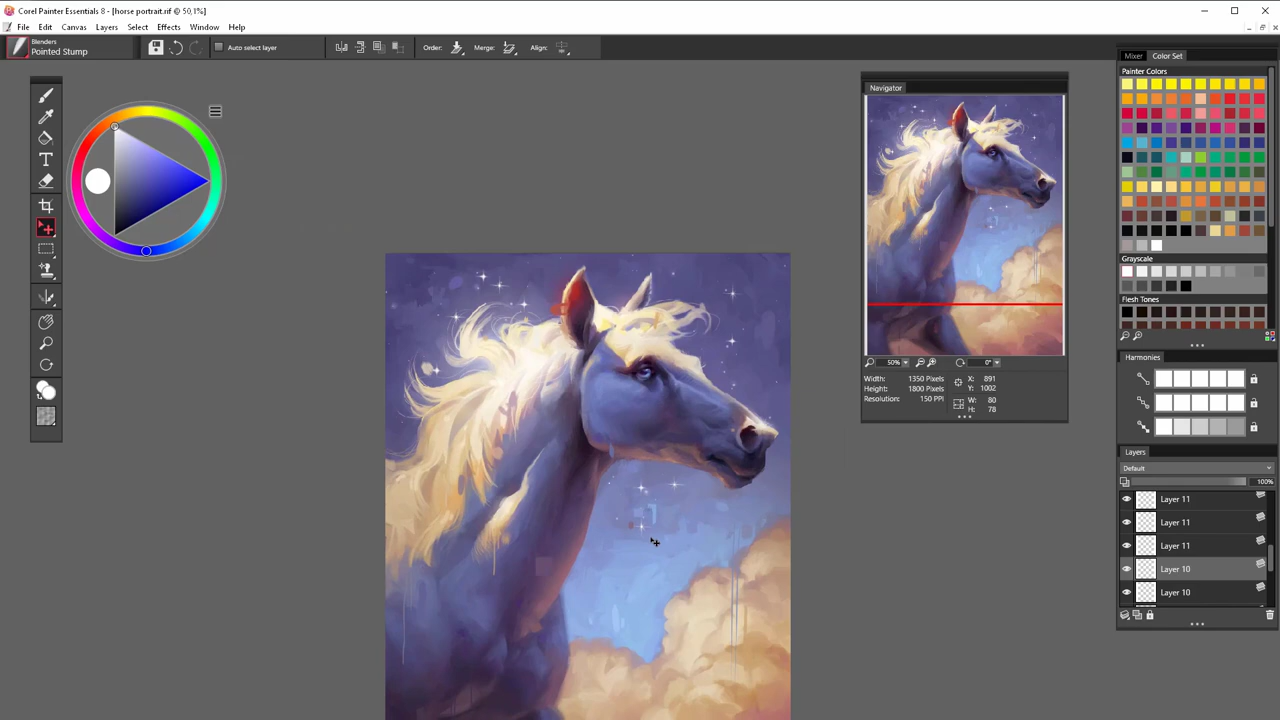 Corel Painter Essentials 8 - [horse portrait.rif @ 50,1%]
File Edit Canvas Layers Select Effects Window Help
Blenders
Pointed Stump
Auto select layer
Order:
Merge:
Align:
Navigator
50%
0°
Width: 1350 Pixels
Height: 1800 Pixels
Resolution: 150 PPI
X: 891
Y: 1002
W: 80
H: 78
Mixer Color Set
Painter Colors
Grayscale
Flesh Tones
Harmonies
Layers
Default
100%
Layer 11
Layer 11
Layer 11
Layer 10
Layer 10